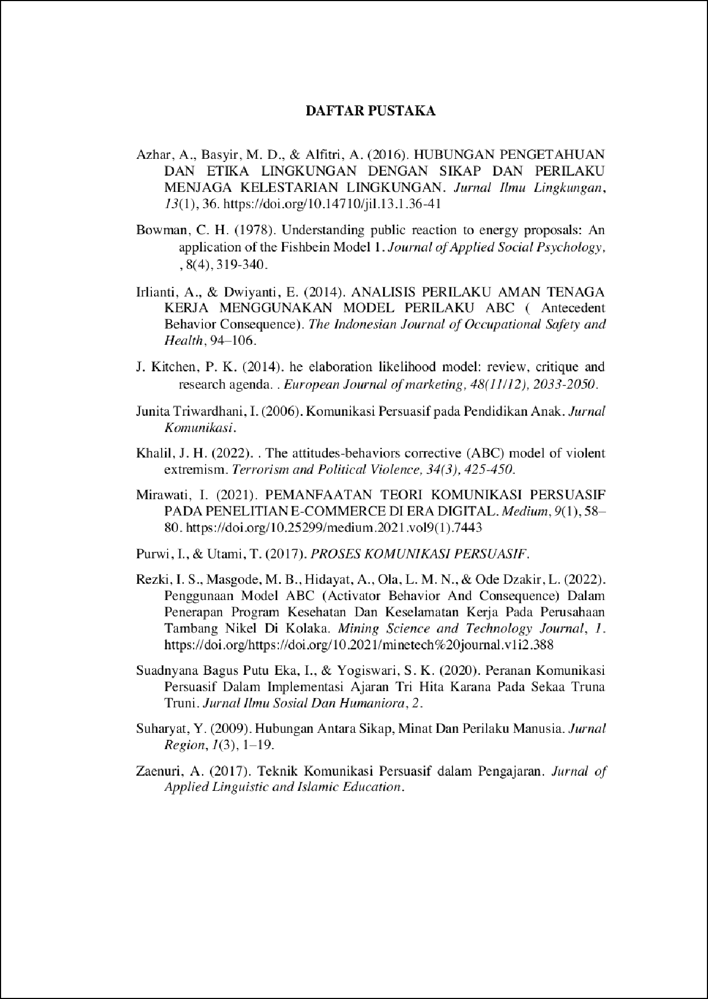 DAFTAR PUSTAKA
Azhar, A., Basyir, M. D., & Alfitri, A. (2016). HUBUNGAN PENGETAHUAN
DAN ETIKA LINGKUNGAN DENGAN SIKAP DAN PERILAKU
MENJAGA KELESTARIAN LINGKUNGAN. Jurnal Ilmu Lingkungan,
13(1), 36. https://doi.org/10.14710/jil.13.1.36-41
Bowman, C. H. (1978). Understanding public reaction to energy proposals: An
application of the Fishbein Model 1. Journal of Applied Social Psychology,
, 8(4), 319-340.
Irlianti, A., & Dwiyanti, E. (2014). ANALISIS PERILAKU AMAN TENAGA
KERJA MENGGUNAKAN MODEL PERILAKU ABC ( Antecedent
Behavior Consequence). The Indonesian Journal of Occupational Safety and
Health, 94–106.
J. Kitchen, P. K. (2014). he elaboration likelihood model: review, critique and
research agenda. . European Journal of marketing, 48(11/12), 2033-2050.
Junita Triwardhani, I. (2006). Komunikasi Persuasif pada Pendidikan Anak. Jurnal
Komunikasi.
Khalil, J. H. (2022). . The attitudes-behaviors corrective (ABC) model of violent
extremism. Terrorism and Political Violence, 34(3), 425-450.
Mirawati, I. (2021). PEMANFAATAN TEORI KOMUNIKASI PERSUASIF
PADA PENELITIAN E-COMMERCE DI ERA DIGITAL. Medium, 9(1), 58–
80. https://doi.org/10.25299/medium.2021.vol9(1).7443
Purwi, I., & Utami, T. (2017). PROSES KOMUNIKASI PERSUASIF.
Rezki, I. S., Masgode, M. B., Hidayat, A., Ola, L. M. N., & Ode Dzakir, L. (2022).
Penggunaan Model ABC (Activator Behavior And Consequence) Dalam
Penerapan Program Kesehatan Dan Keselamatan Kerja Pada Perusahaan
Tambang Nikel Di Kolaka. Mining Science and Technology Journal, 1.
https://doi.org/https://doi.org/10.2021/minetech%20journal.v1i2.388
Suadnyana Bagus Putu Eka, I., & Yogiswari, S. K. (2020). Peranan Komunikasi
Persuasif Dalam Implementasi Ajaran Tri Hita Karana Pada Sekaa Truna
Truni. Jurnal Ilmu Sosial Dan Humaniora, 2.
Suharyat, Y. (2009). Hubungan Antara Sikap, Minat Dan Perilaku Manusia. Jurnal
Region, 1(3), 1–19.
Zaenuri, A. (2017). Teknik Komunikasi Persuasif dalam Pengajaran. Jurnal of
Applied Linguistic and Islamic Education.